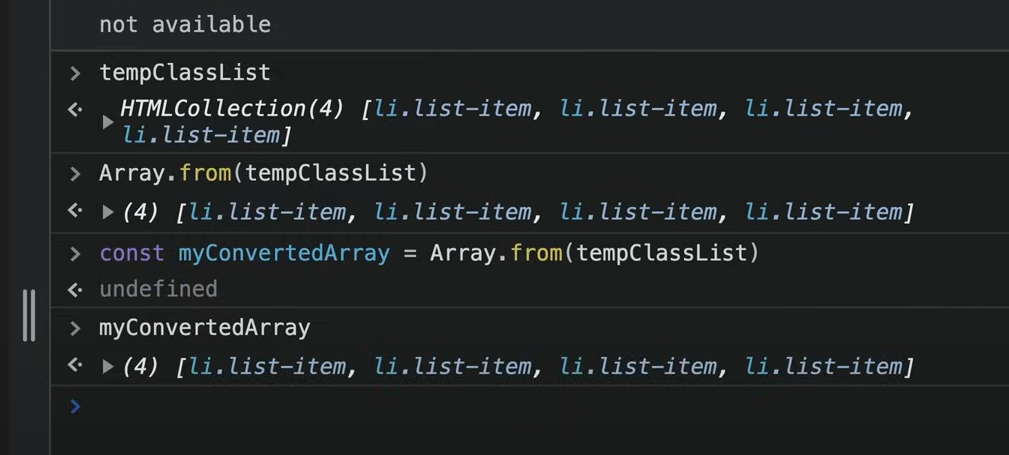 not available
> tempClassList
<· ▶ HTMLCollection(4) [li.list-item, li.list-item, li.list-item,
li.list-item]
> Array.from(tempClassList)
<· ▶ (4) [li.list-item, li.list-item, li.list-item, li.list-item]
> const myConvertedArray = Array.from(tempClassList)
<· undefined
> myConvertedArray
<· ▶ (4) [li.list-item, li.list-item, li.list-item, li.list-item]
>